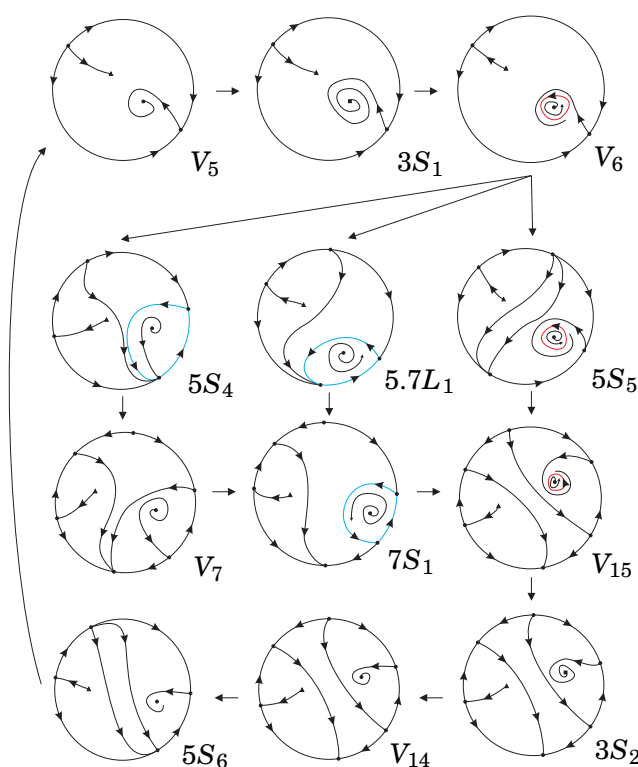 V₅ 3S₁ V₆
5S₄ 5.7L₁ 5S₅
V₇ 7S₁ V₁₅
5S₆ V₁₄ 3S₂